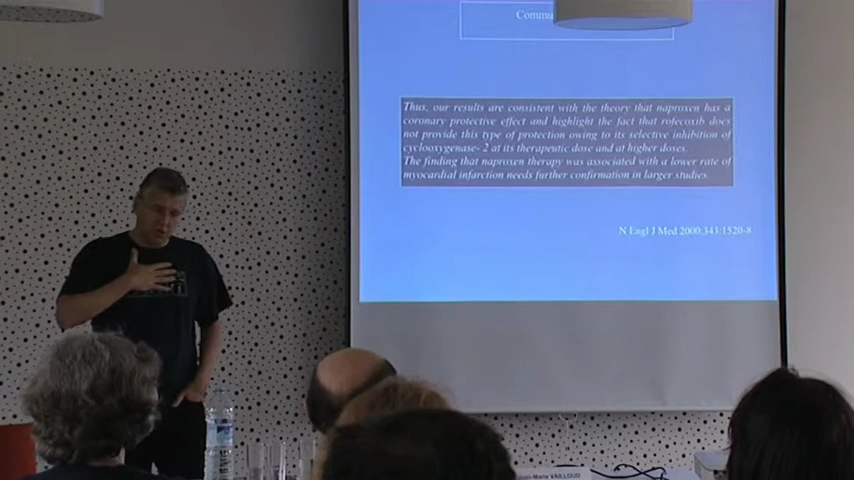 Commu
Thus, our results are consistent with the theory that naproxen has a
coronary protective effect and highlight the fact that rofecoxib does
not provide this type of protection owing to its selective inhibition of
cyclooxygenase- 2 at its therapeutic dose and at higher doses.
The finding that naproxen therapy was associated with a lower rate of
myocardial infarction needs further confirmation in larger studies.
N Engl J Med 2000;343:1520-8
VAILLOUD